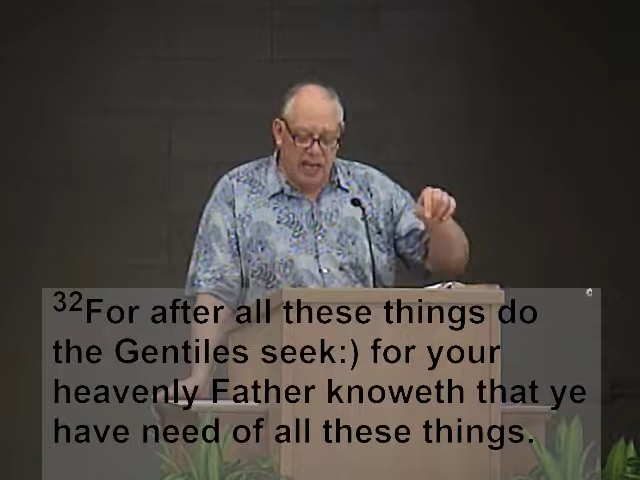 32For after all these things do
the Gentiles seek:) for your
heavenly Father knoweth that ye
have need of all these things.